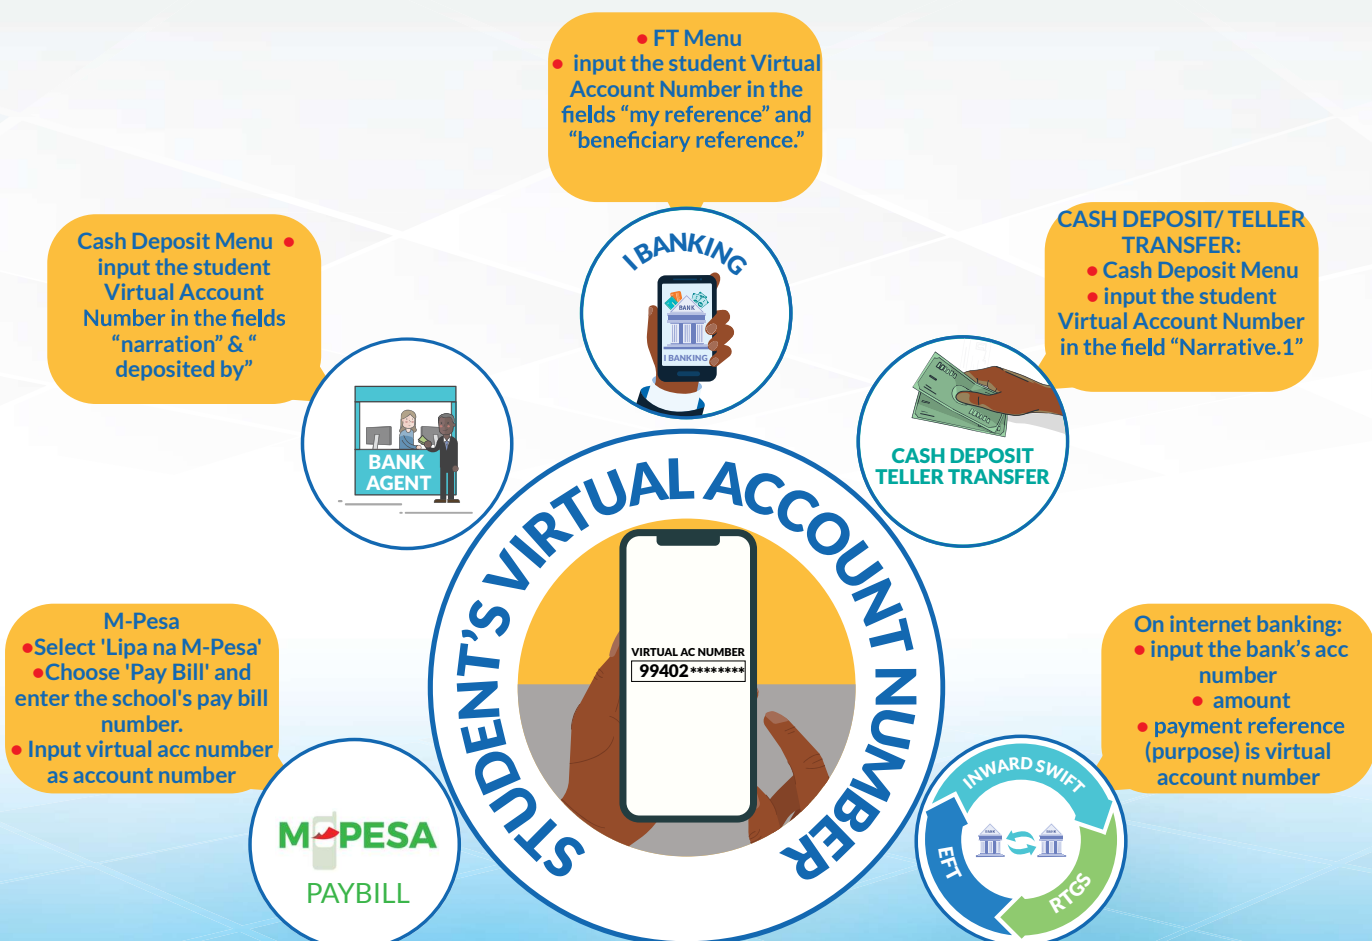 • FT Menu
• input the student Virtual
Account Number in the
fields “my reference” and
“beneficiary reference.”
I BANKING
BANK
I BANKING
Cash Deposit Menu •
input the student
Virtual Account
Number in the fields
“narration” & “
deposited by”
BANK
AGENT
CASH DEPOSIT/ TELLER
TRANSFER:
• Cash Deposit Menu
• input the student
Virtual Account Number
in the field “Narrative.1”
CASH DEPOSIT
TELLER TRANSFER
STUDENT’S VIRTUAL ACCOUNT NUMBER
VIRTUAL AC NUMBER
99402********
M-Pesa
•Select 'Lipa na M-Pesa'
•Choose 'Pay Bill' and
enter the school's pay bill
number.
• Input virtual acc number
as account number
M-PESA
PAYBILL
On internet banking:
• input the bank’s acc
number
• amount
• payment reference
(purpose) is virtual
account number
INWARD SWIFT
EFT
RTGS
BANK
BANK